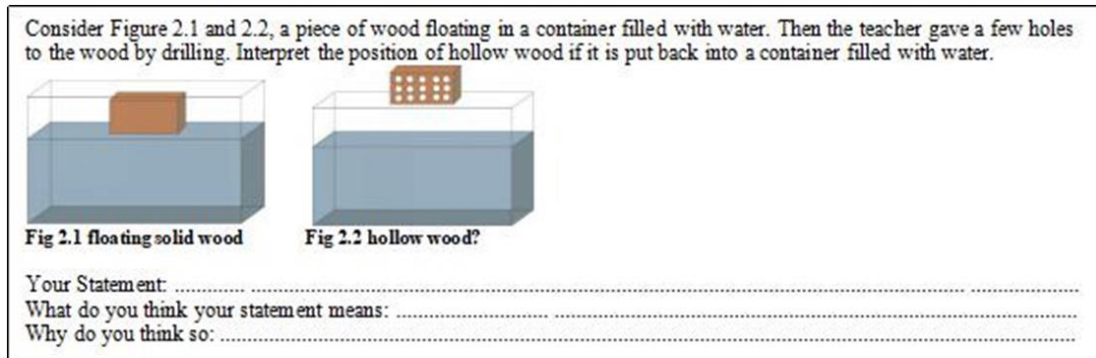 Consider Figure 2.1 and 2.2, a piece of wood floating in a container filled with water. Then the teacher gave a few holes
to the wood by drilling. Interpret the position of hollow wood if it is put back into a container filled with water.
Fig 2.1 floating solid wood
Fig 2.2 hollow wood?
Your Statement: ............ ........................................................................................................................ ...................
What do you think your statement means: .......................... .........................................................................................
Why do you think so: ................................................................................................................................................